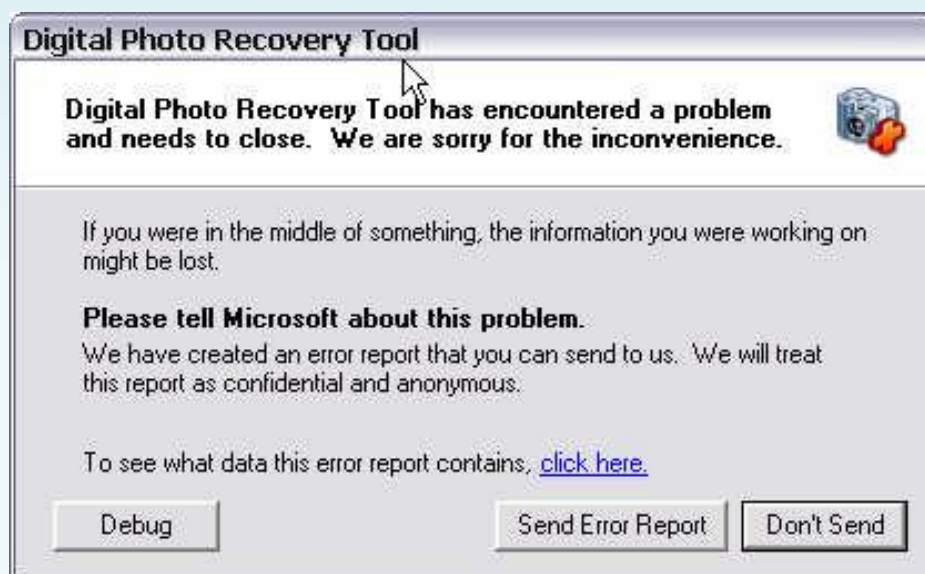 Digital Photo Recovery Tool
Digital Photo Recovery Tool has encountered a problem
and needs to close.  We are sorry for the inconvenience.
If you were in the middle of something, the information you were working on
might be lost.
Please tell Microsoft about this problem.
We have created an error report that you can send to us.  We will treat
this report as confidential and anonymous.
To see what data this error report contains, click here.
Debug
Send Error Report
Don't Send